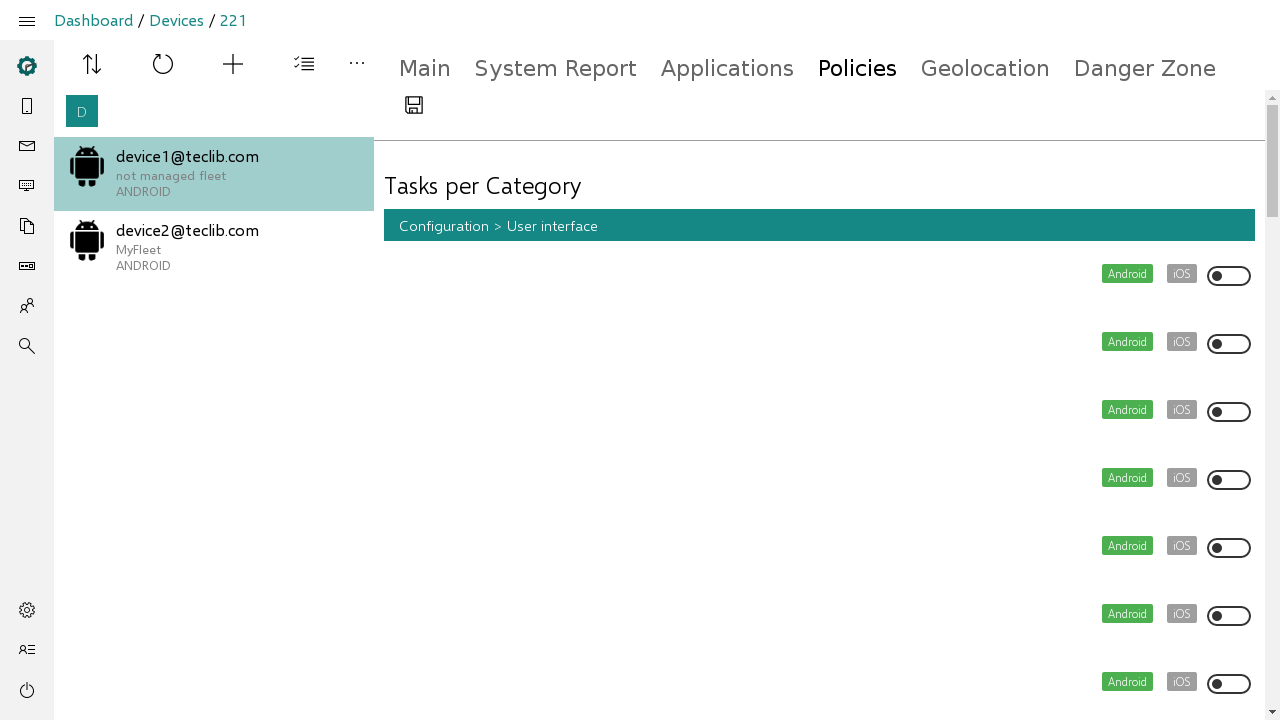 Dashboard / Devices / 221
Main System Report Applications Policies Geolocation Danger Zone
D
device1@teclib.com
not managed fleet
ANDROID
device2@teclib.com
MyFleet
ANDROID
Tasks per Category
Configuration > User interface
Android iOS
Android iOS
Android iOS
Android iOS
Android iOS
Android iOS
Android iOS